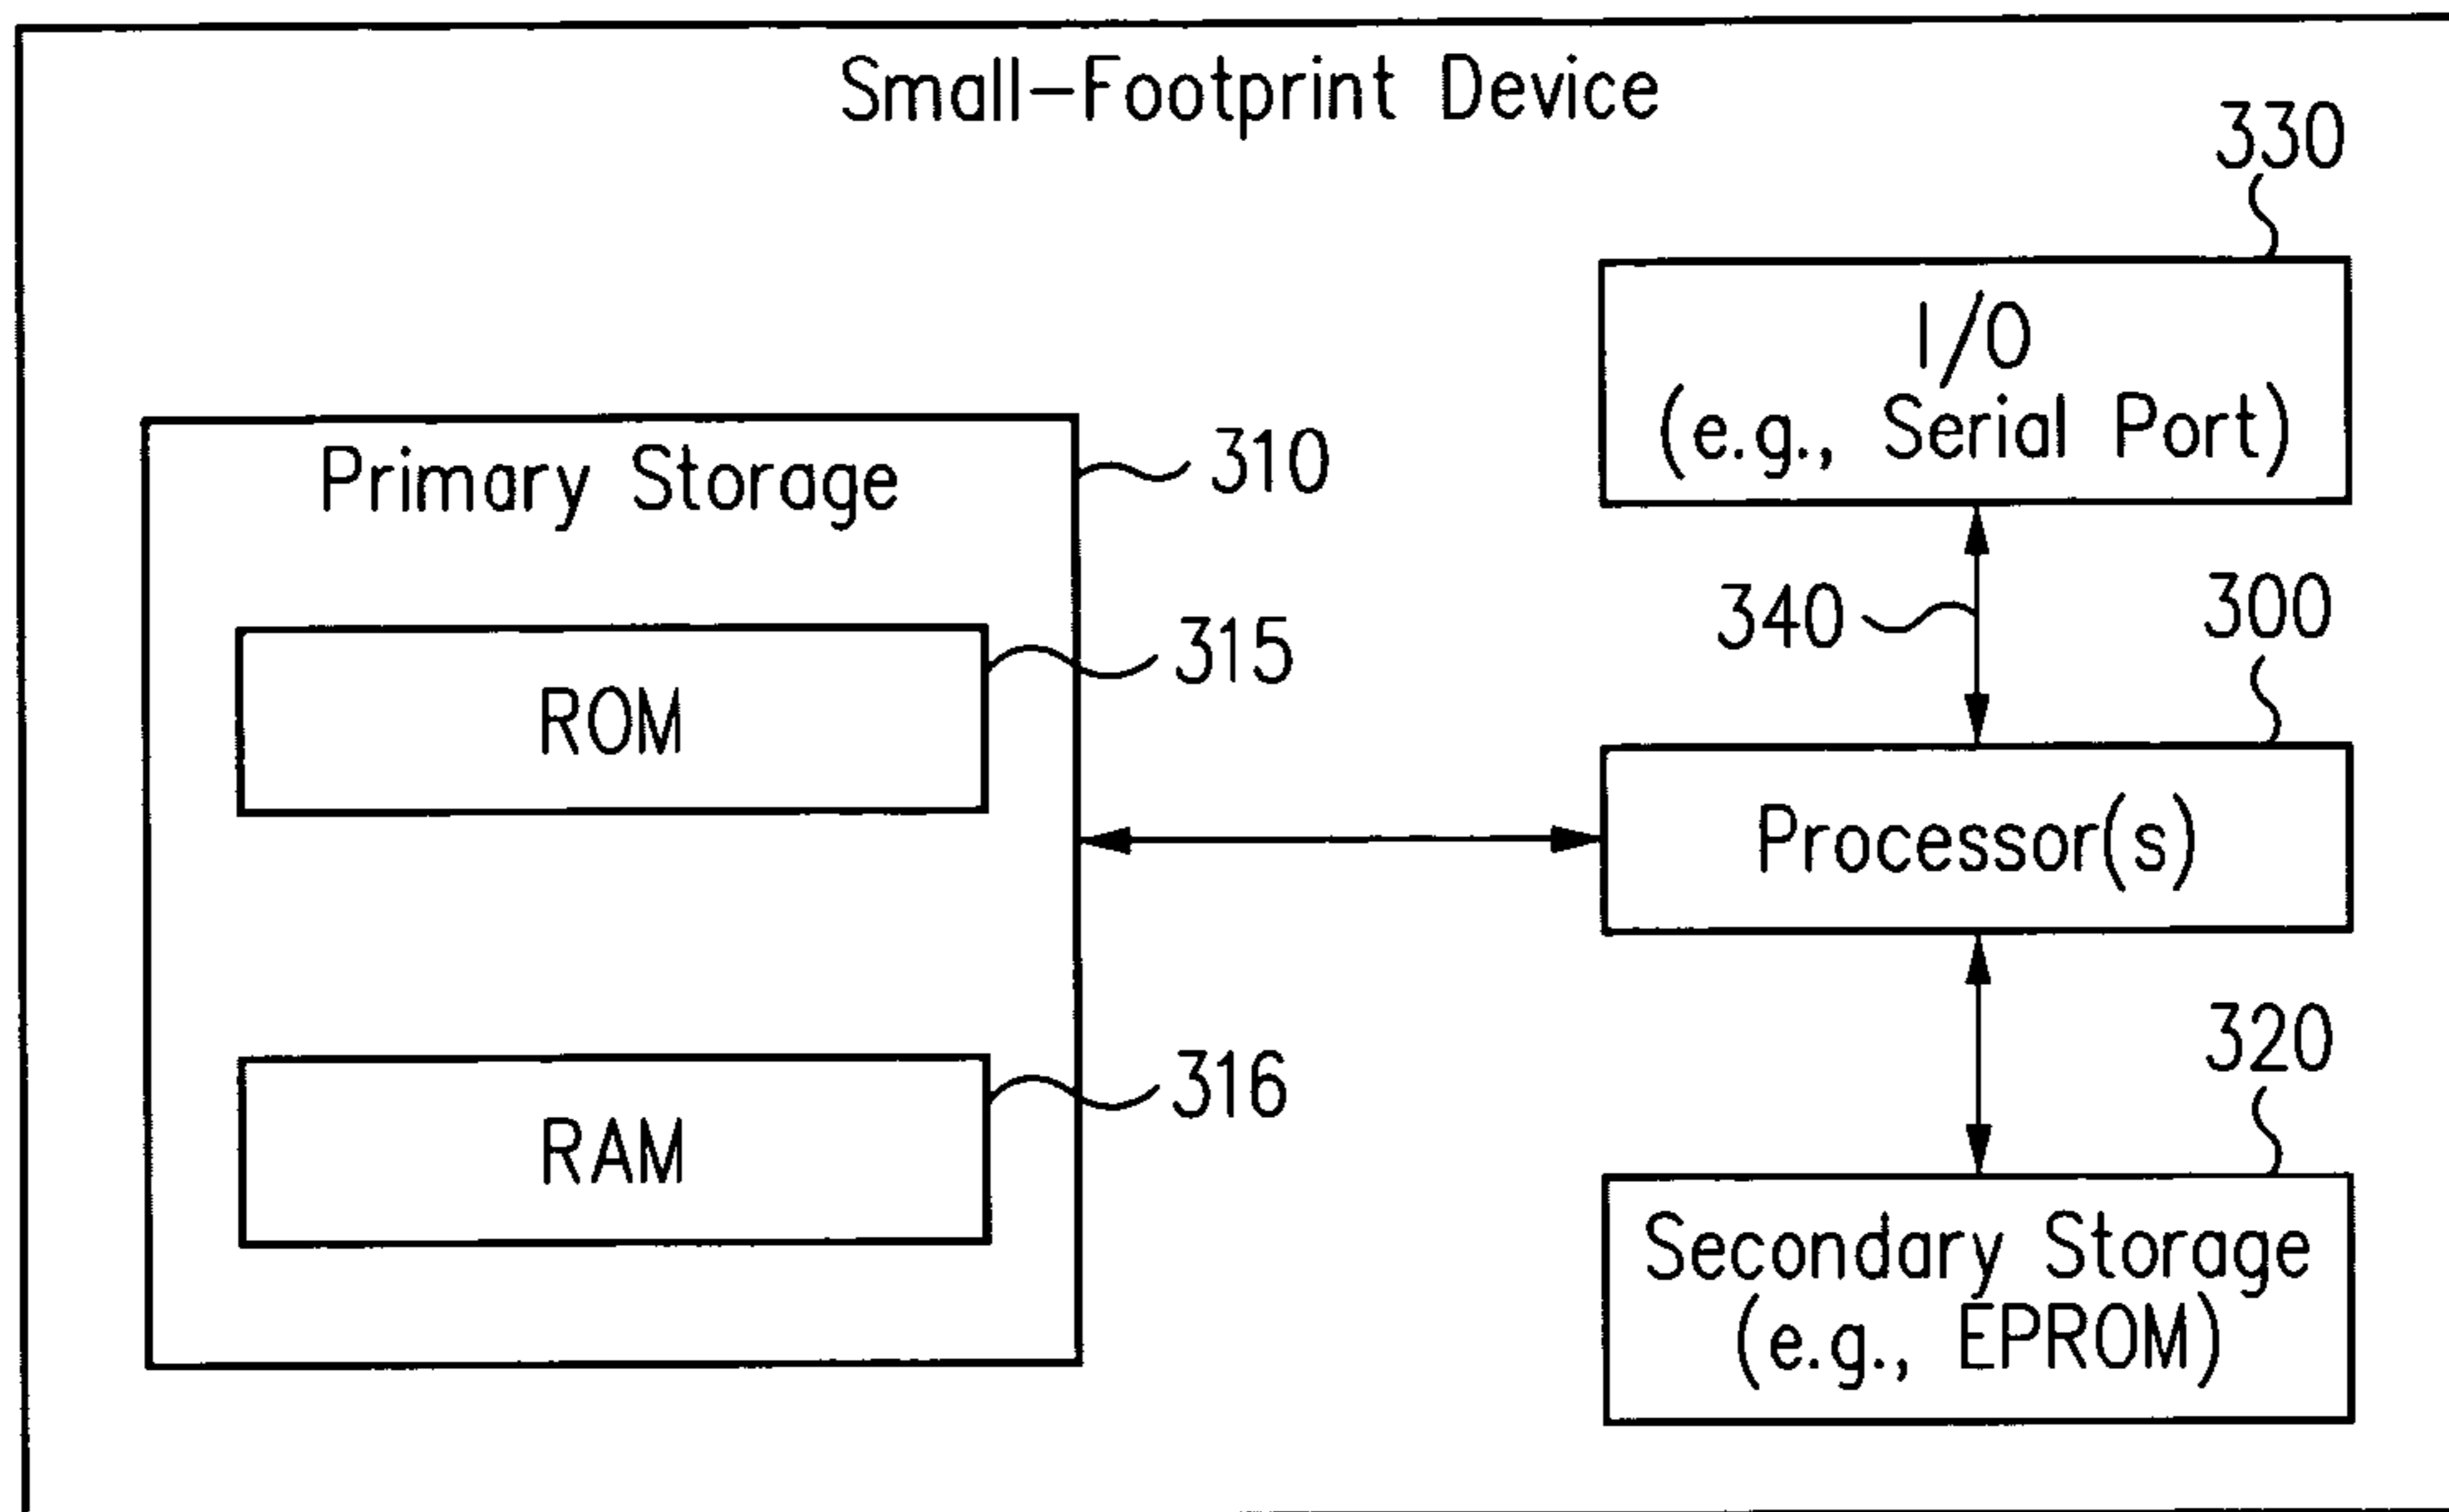 Small-Footprint Device
330
I/O
(e.g., Serial Port)
Primary Storage
310
340
300
315
ROM
Processor(s)
316
RAM
320
Secondary Storage
(e.g., EPROM)